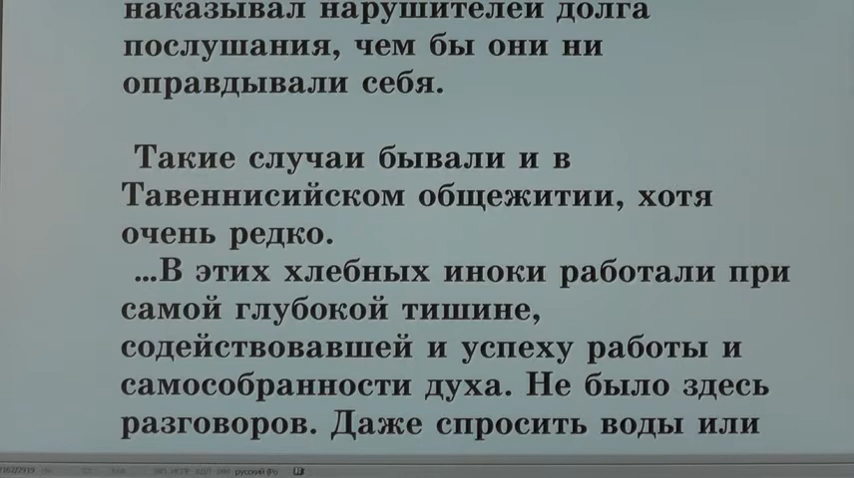 наказывал нарушителей долга
послушания, чем бы они ни
оправдывали себя.
Такие случаи бывали и в
Тавеннисийском общежитии, хотя
очень редко.
...В этих хлебных иноки работали при
самой глубокой тишине,
содействовавшей и успеху работы и
самособранности духа. Не было здесь
разговоров. Даже спросить воды или
русский (Ро